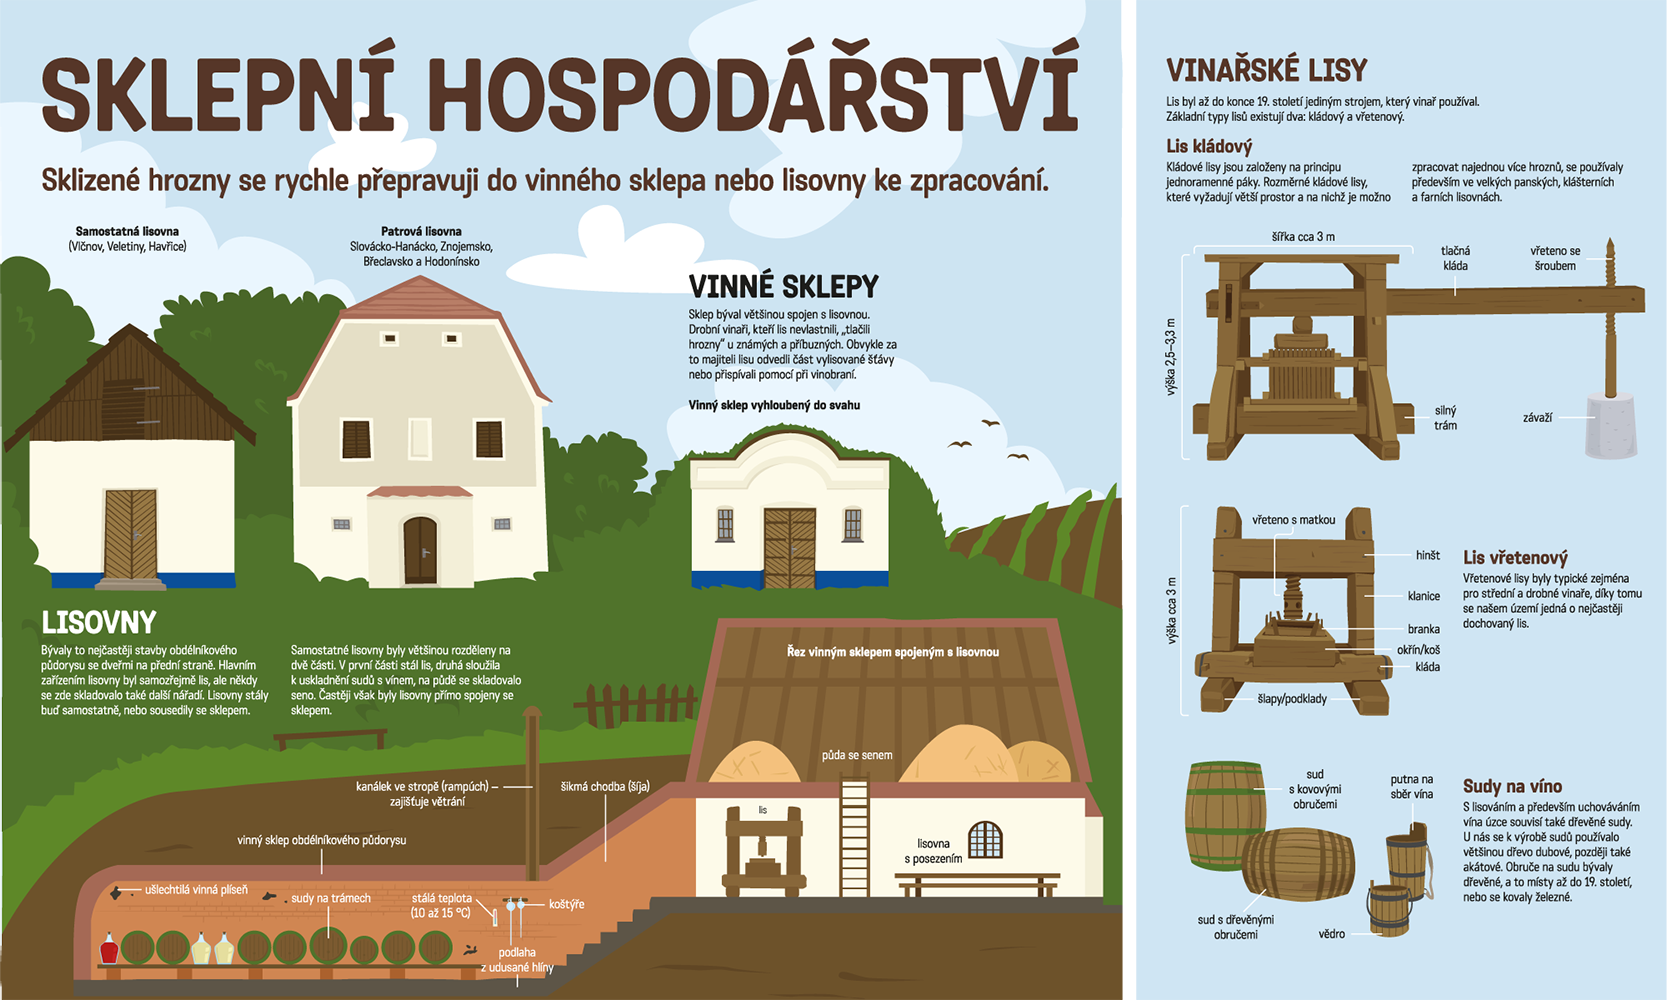 SKLEPNÍ HOSPODÁŘSTVÍ
Sklizené hrozny se rychle přepravuji do vinného sklepa nebo lisovny ke zpracování.
Samostatná lisovna
(Vlčnov, Veletiny, Havřice)
Patrová lisovna
Slovácko-Hanácko, Znojemsko,
Břeclavsko a Hodonínsko
VINNÉ SKLEPY
Sklep býval většinou spojen s lisovnou.
Drobní vinaři, kteří lis nevlastnili, „tlačili
hrozny“ u známých a příbuzných. Obvykle za
to majiteli lisu odvedli část vylisované šťávy
nebo přispívali pomocí při vinobraní.
Vinný sklep vyhloubený do svahu
LISOVNY
Bývaly to nejčastěji stavby obdélníkového
půdorysu se dveřmi na přední straně. Hlavním
zařízením lisovny byl samozřejmě lis, ale někdy
se zde skladovalo také další nářadí. Lisovny stály
buď samostatně, nebo sousedily se sklepem.
Samostatné lisovny byly většinou rozděleny na
dvě části. V první části stál lis, druhá sloužila
k uskladnění sudů s vínem, na půdě se skladovalo
seno. Častěji však byly lisovny přímo spojeny se
sklepem.
Řez vinným sklepem spojeným s lisovnou
půda se senem
kanálek ve stropě (rampúch) –
zajišťuje větrání
šikmá chodba (šíja)
lis
lisovna
s posezením
vinný sklep obdélníkového půdorysu
ušlechtilá vinná plíseň
sudy na trámech
stálá teplota
(10 až 15 °C)
koštýře
podlaha
z udusané hlíny
VINAŘSKÉ LISY
Lis byl až do konce 19. století jediným strojem, který vinař používal.
Základní typy lisů existují dva: kládový a vřetenový.
Lis kládový
Kládové lisy jsou založeny na principu
jednoramenné páky. Rozměrné kládové lisy,
které vyžadují větší prostor a na nichž je možno
zpracovat najednou více hroznů, se používaly
především ve velkých panských, klášterních
a farních lisovnách.
šířka cca 3 m
tlačná
kláda
vřeteno se
šroubem
výška 2,5–3,3 m
silný
trám
závaží
vřeteno s matkou
hinšt
klanice
branka
okřín/koš
kláda
šlapy/podklady
výška cca 3 m
Lis vřetenový
Vřetenové lisy byly typické zejména
pro střední a drobné vinaře, díky tomu
se našem území jedná o nejčastěji
dochovaný lis.
sud
s kovovými
obručemi
putna na
sběr vína
sud s dřevěnými
obručemi
vědro
Sudy na víno
S lisováním a především uchováváním
vína úzce souvisí také dřevěné sudy.
U nás se k výrobě sudů používalo
většinou dřevo dubové, později také
akátové. Obruče na sudu bývaly
dřevěné, a to místy až do 19. století,
nebo se kovaly železné.